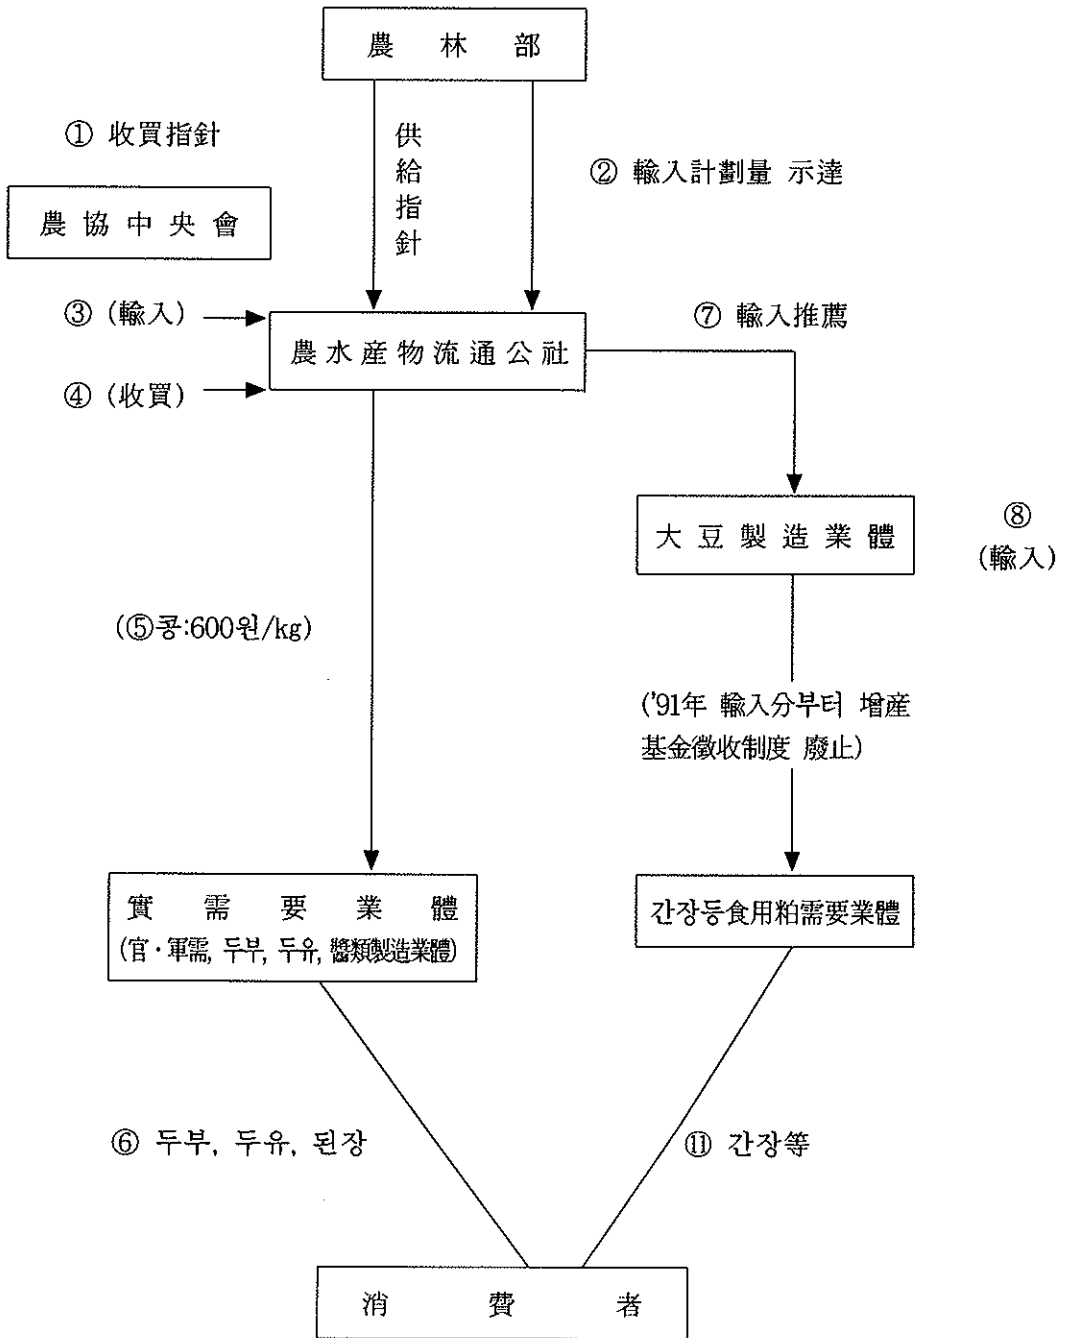 農 林 部
① 收買指針
供給指針
② 輸入計劃量 示達
農 協 中 央 會
③ (輸入)
農水産物流通公社
⑦ 輸入推薦
④ (收買)
大 豆 製 造 業 體
⑧
(輸入)
(⑤콩:600원/kg)
('91年 輸入分부터 增産
基金徵收制度 廢止)
實 需 要 業 體
(官·軍需, 두부, 두유, 醬類製造業體)
간장등食用粕需要業體
⑥ 두부, 두유, 된장
⑪ 간장等
消 費 者